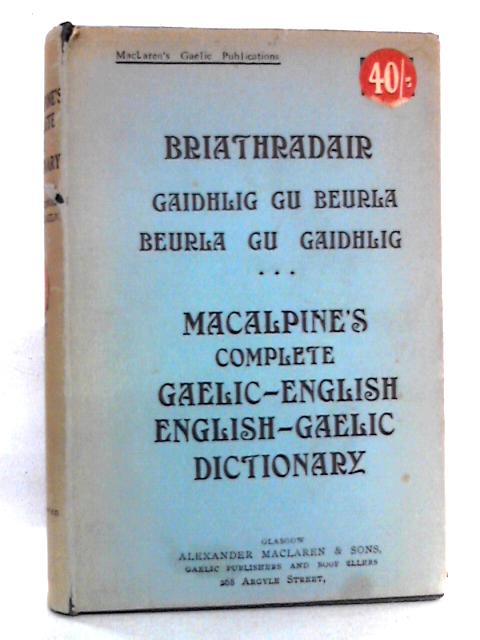 MacLaren's Gaelic Publications
40/-
BRIATHRADAIR
GAIDHLIG GU BEURLA
BEURLA GU GAIDHLIG
...
MACALPINE'S
COMPLETE
GAELIC-ENGLISH
ENGLISH-GAELIC
DICTIONARY
GLASGOW
ALEXANDER MACLAREN & SONS,
GAELIC PUBLISHERS AND BOOKSELLERS
268 ARGYLE STREET,